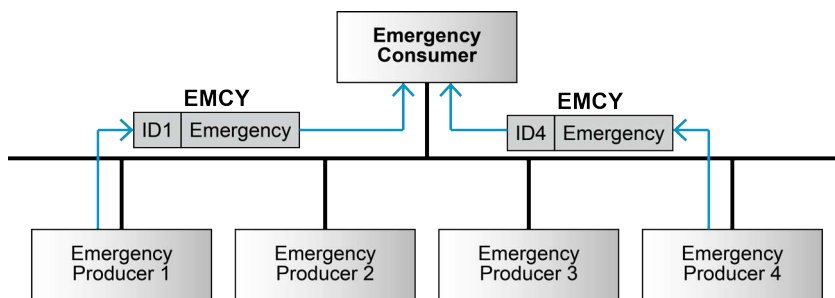 Emergency
Consumer
EMCY
ID1 Emergency
EMCY
ID4 Emergency
Emergency
Producer 1
Emergency
Producer 2
Emergency
Producer 3
Emergency
Producer 4